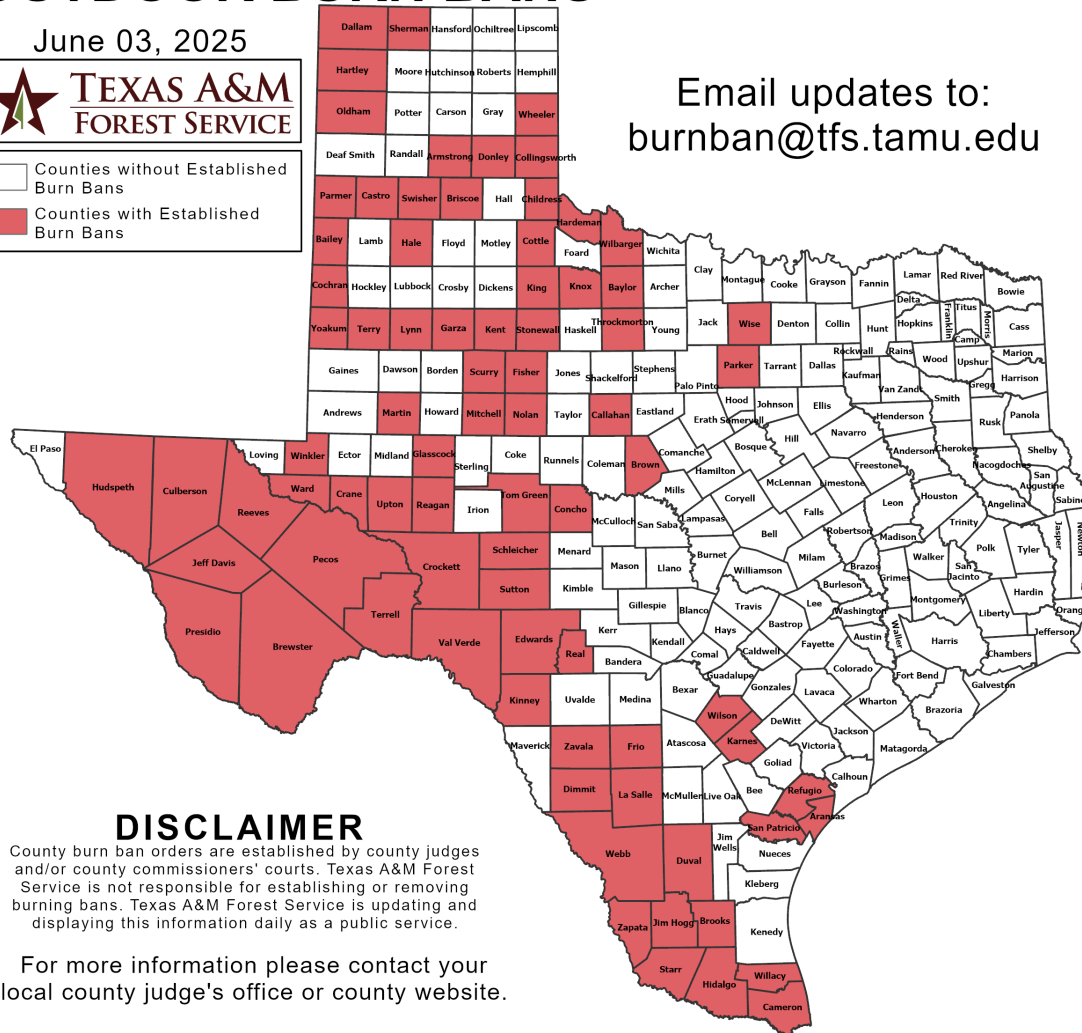 June 03, 2025
TEXAS A&M
FOREST SERVICE
Counties without Established
Burn Bans
Counties with Established
Burn Bans
Email updates to:
burnban@tfs.tamu.edu
Dallam Sherman Hansford Ochiltree Lipscomb
Hartley Moore Hutchinson Roberts Hemphill
Oldham Potter Carson Gray Wheeler
Deaf Smith Randall Armstrong Donley Collingsworth
Parmer Castro Swisher Briscoe Hall Childress
Hardeman
Bailey Lamb Hale Floyd Motley Cottle Foard Wilbarger Wichita
Clay Montague Cooke Grayson Fannin Lamar Red River Bowie
Cochran Hockley Lubbock Crosby Dickens King Knox Baylor Archer
Delta Titus Franklin Morris
Yoakum Terry Lynn Garza Kent Stonewall Haskell Throckmorton Young Jack Wise Denton Collin Hunt Hopkins Camp Cass
Gaines Dawson Borden Scurry Fisher Jones Shackelford Stephens Palo Pinto Parker Tarrant Dallas Rockwall Kaufman Rains Wood Upshur Marion
Van Zandt Smith Gregg Harrison
Andrews Martin Howard Mitchell Nolan Taylor Callahan Eastland Erath Hood Somervell Johnson Ellis Henderson Rusk Panola
El Paso Hudspeth Culberson Loving Winkler Ector Midland Glasscock Sterling Coke Runnels Coleman Brown Comanche Hamilton Bosque Hill Navarro Freestone Anderson Cherokee Nacogdoches Shelby
San
Augustine Sabine
Reeves Ward Crane Upton Reagan Irion Tom Green Concho McCulloch San Saba Mills Lampasas Coryell McLennan Limestone Falls Leon Houston Angelina
Jeff Davis Pecos Crockett Schleicher Menard Mason Llano Burnet Bell Milam Robertson Madison Trinity Walker Polk Tyler Jasper Newton
San
Jacinto
Presidio Brewster Terrell Val Verde Sutton Kimble Gillespie Blanco Williamson Travis Burleson Brazos Grimes Montgomery Liberty Hardin Orang
Edwards Real Kerr Kendall Hays Bastrop Lee Washington Waller Austin Harris Jefferson
Bandera Comal Caldwell Fayette Chambers
Kinney Uvalde Medina Bexar Guadalupe Gonzales Lavaca Colorado Wharton Fort Bend Brazoria Galveston
Maverick Zavala Frio Atascosa Wilson Karnes DeWitt Victoria Jackson Matagorda
Dimmit La Salle McMullen Live Oak Bee Goliad Refugio Calhoun
Aransas
Webb Duval Jim
Wells San Patricio Nueces
Kleberg
Zapata Jim Hogg Brooks Kenedy
Starr Hidalgo Willacy
Cameron
DISCLAIMER
County burn ban orders are established by county judges
and/or county commissioners' courts. Texas A&M Forest
Service is not responsible for establishing or removing
burning bans. Texas A&M Forest Service is updating and
displaying this information daily as a public service.
For more information please contact your
local county judge's office or county website.